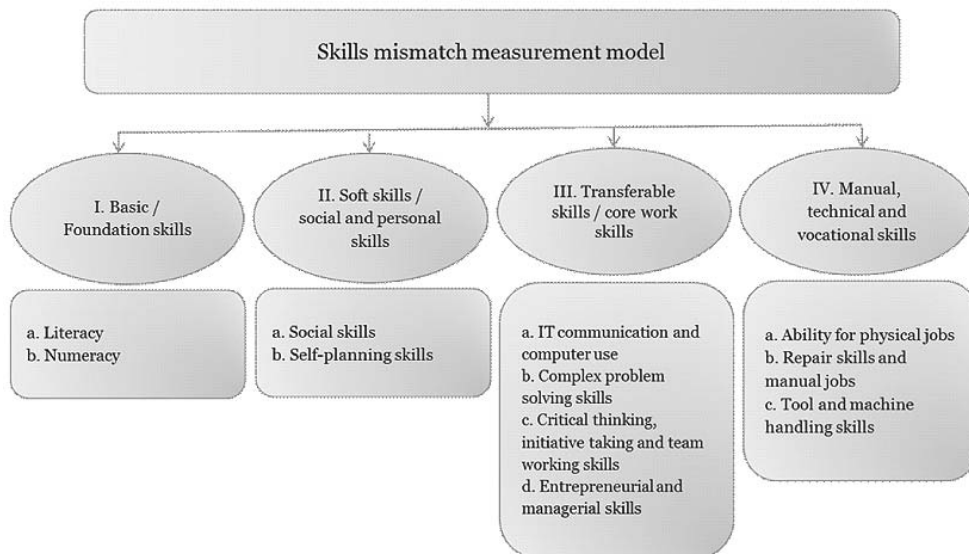 Skills mismatch measurement model
I. Basic /
Foundation skills
II. Soft skills /
social and personal
skills
III. Transferable
skills / core work
skills
IV. Manual,
technical and
vocational skills
a. Literacy
b. Numeracy
a. Social skills
b. Self-planning skills
a. IT communication and
computer use
b. Complex problem
solving skills
c. Critical thinking,
initiative taking and team
working skills
d. Entrepreneurial and
managerial skills
a. Ability for physical jobs
b. Repair skills and
manual jobs
c. Tool and machine
handling skills